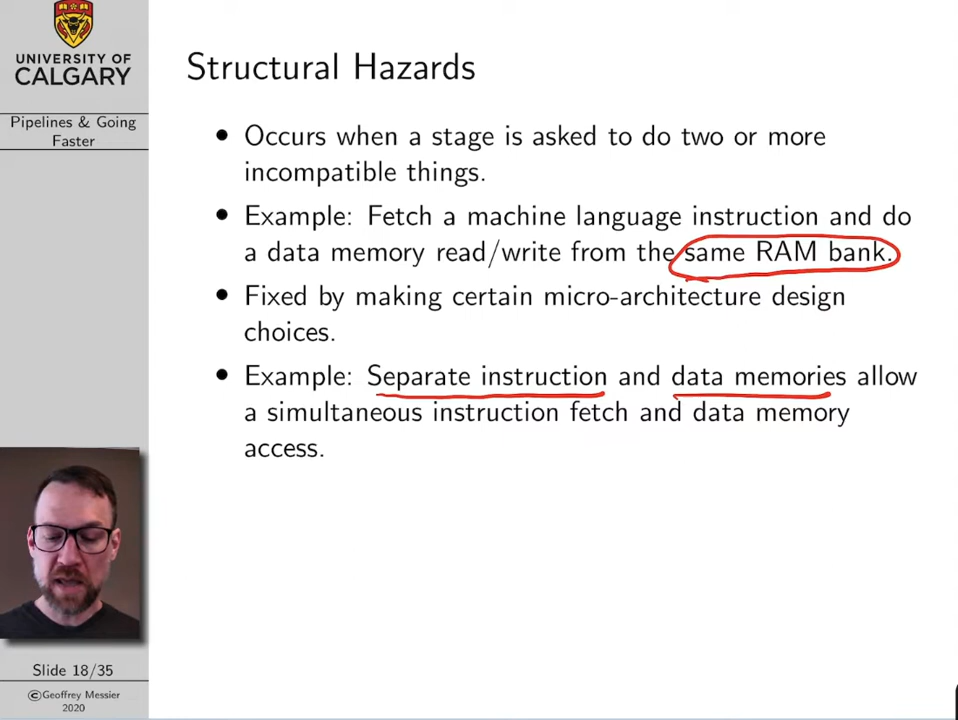 UNIVERSITY OF
CALGARY
Pipelines & Going
Faster
Structural Hazards
• Occurs when a stage is asked to do two or more
incompatible things.
• Example: Fetch a machine language instruction and do
a data memory read/write from the same RAM bank.
• Fixed by making certain micro-architecture design
choices.
• Example: Separate instruction and data memories allow
a simultaneous instruction fetch and data memory
access.
Slide 18/35
©Geoffrey Messier
2020